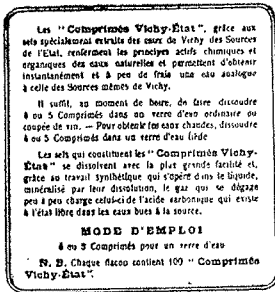 Les "Comprimés Vichy-État", grâce aux
sels spécialement extraits des eaux de Vichy des Sources
de l'État, renferment les principes actifs chimiques et
organiques des eaux naturelles et permettent d'obtenir
instantanément et à peu de frais une eau analogue
à celle des Sources mêmes de Vichy.
Il suffit, au moment de boire, de faire dissoudre
4 ou 5 Comprimés dans un verre d'eau ordinaire ou
coupée de vin. — Pour obtenir les eaux chaudes, dissoudre
4 ou 5 Comprimés dans un verre d'eau tiède
Les sels qui constituent les "Comprimés Vichy-
État" se dissolvent avec la plus grande facilité et,
grâce au travail synthétique qui s'opère dans le liquide,
minéralisé par leur dissolution, le gaz qui se dégage
peu à peu charge celui-ci de l'acide carbonique qui existe
à l'état libre dans les eaux bues à la source.
MODE D'EMPLOI
4 ou 5 Comprimés pour un verre d'eau
N. B. Chaque flacon contient 100 "Comprimés
Vichy-État".